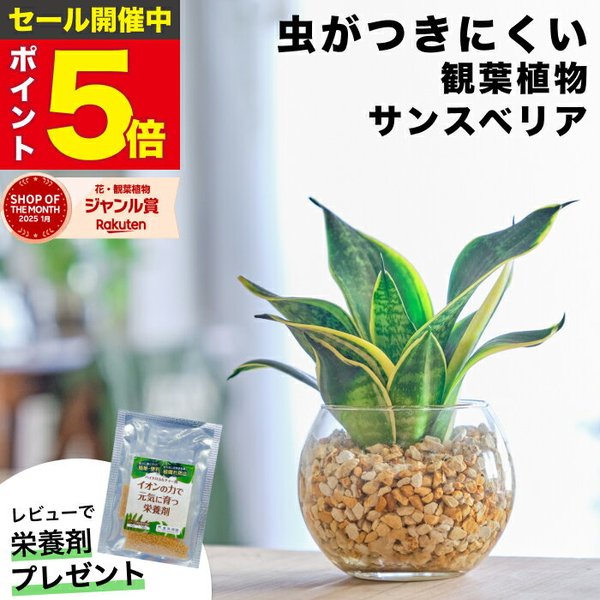 セール開催中
ポイント
5倍
虫がつきにくい
観葉植物
サンスベリア
SHOP OF
THE MONTH
2025 1月
花・観葉植物
ジャンル賞
Rakuten
イオンの力で
元気に育つ
栄養剤
レビューで
栄養剤
プレゼント